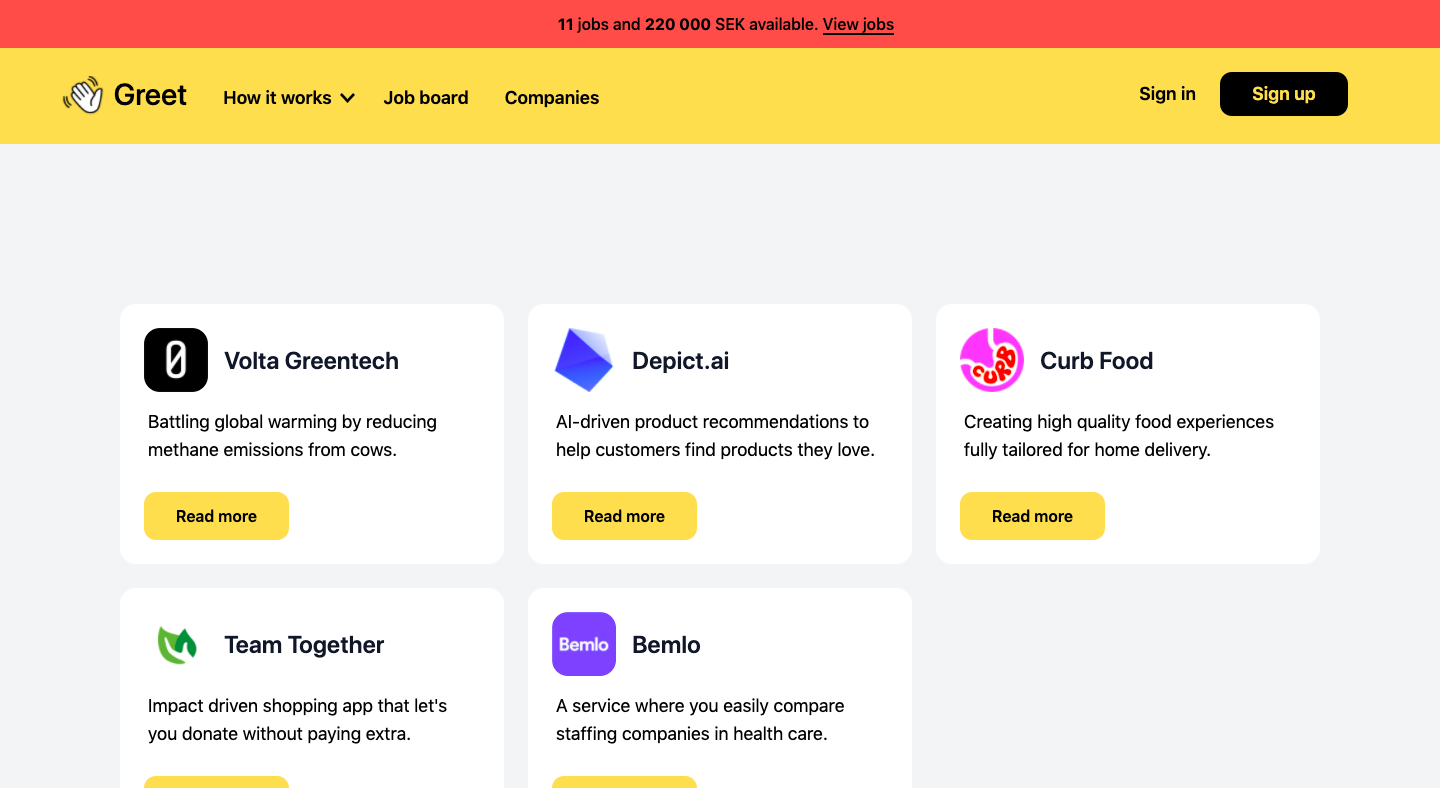 11 jobs and 220 000 SEK available. View jobs
Greet
How it works
Job board
Companies
Sign in
Sign up
Volta Greentech
Battling global warming by reducing
methane emissions from cows.
Read more
Depict.ai
AI-driven product recommendations to
help customers find products they love.
Read more
CURB
Curb Food
Creating high quality food experiences
fully tailored for home delivery.
Read more
Team Together
Impact driven shopping app that let's
you donate without paying extra.
Bemlo
Bemlo
A service where you easily compare
staffing companies in health care.